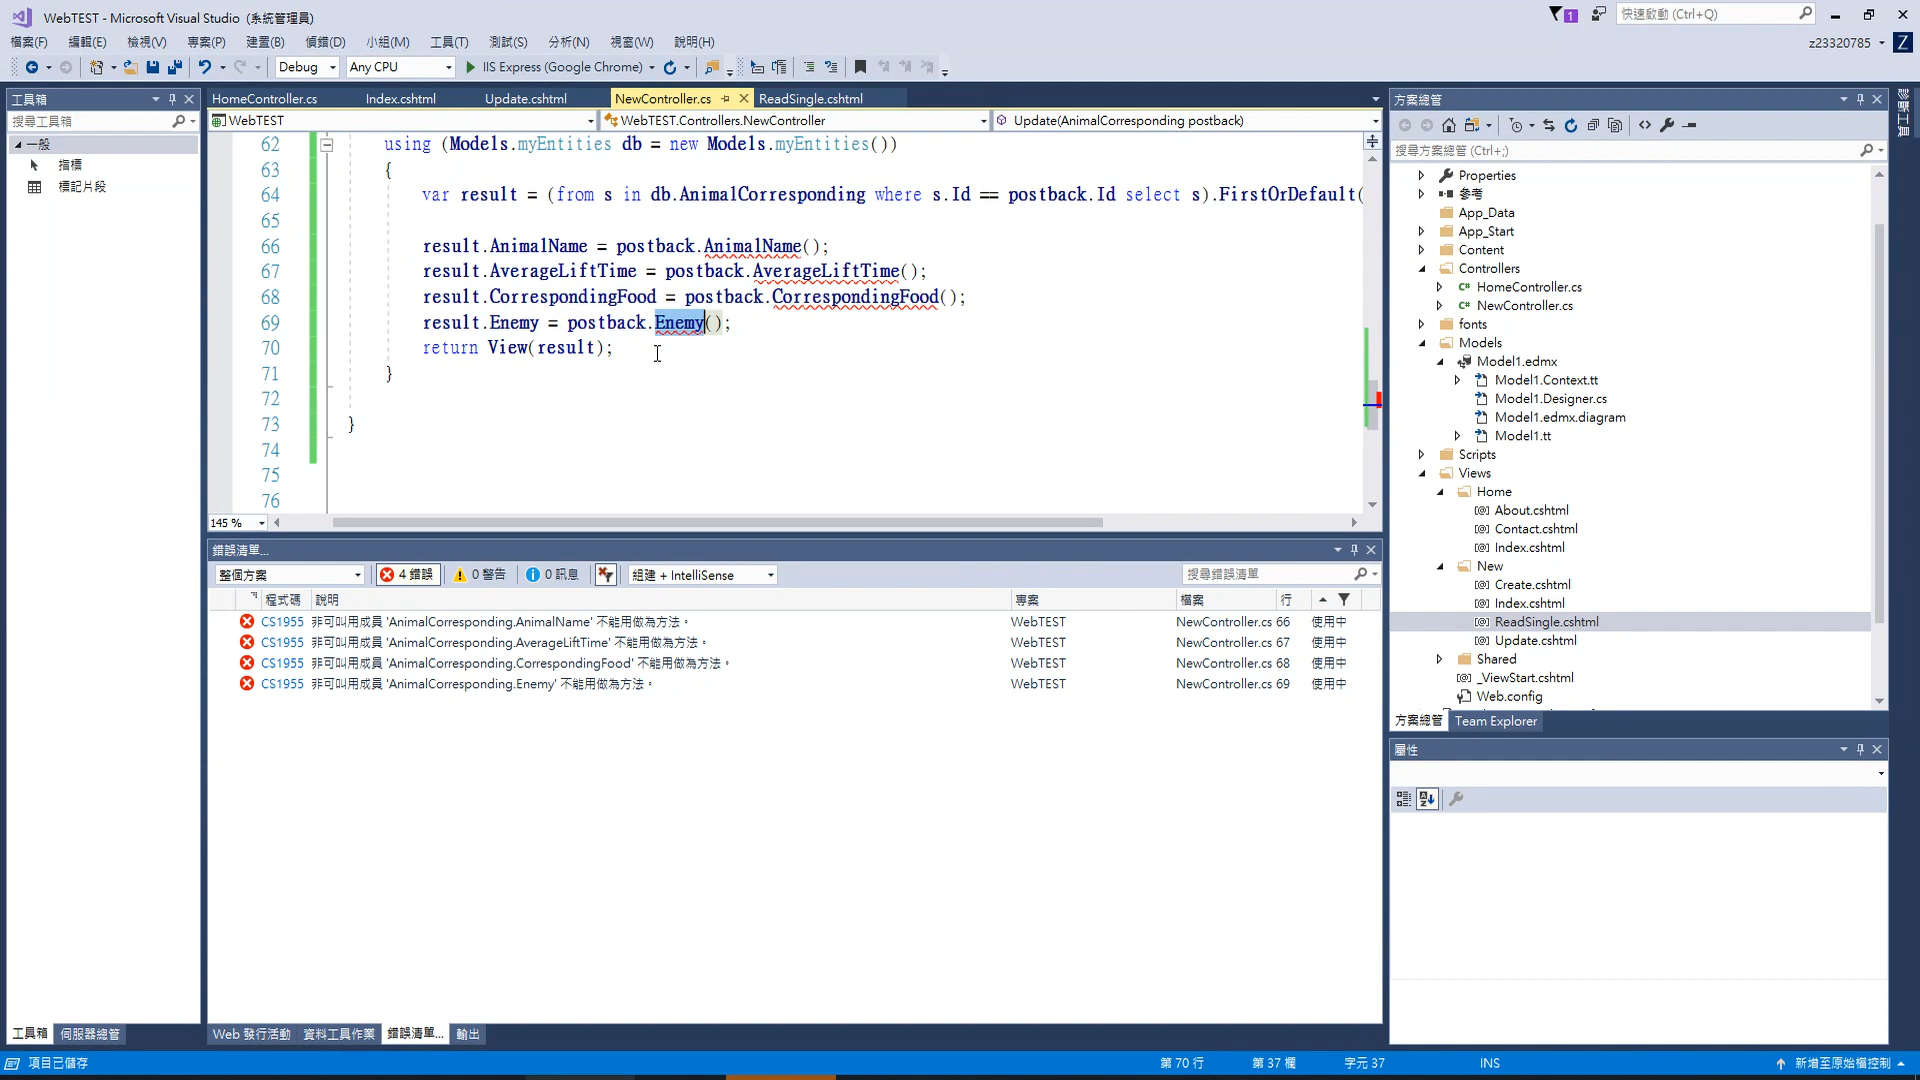 WebTEST - Microsoft Visual Studio (系統管理員)
1
快速啟動 (Ctrl+Q)
檔案(F) 編輯(E) 檢視(V) 專案(P) 建置(B) 偵錯(D) 小組(M) 工具(T) 測試(S) 分析(N) 視窗(W) 說明(H)
z23320785
Z
Debug
Any CPU
IIS Express (Google Chrome)
工具箱
搜尋工具箱
一般
指標
標記片段
HomeController.cs
Index.cshtml
Update.cshtml
NewController.cs
ReadSingle.cshtml
WebTEST
WebTEST.Controllers.NewController
Update(AnimalCorresponding postback)
62 using (Models.myEntities db = new Models.myEntities())
63 {
64 var result = (from s in db.AnimalCorresponding where s.Id == postback.Id select s).FirstOrDefault(
65
66 result.AnimalName = postback.AnimalName();
67 result.AverageLiftTime = postback.AverageLiftTime();
68 result.CorrespondingFood = postback.CorrespondingFood();
69 result.Enemy = postback.Enemy();
70 return View(result);
71 }
72
73 }
74
75
76
145 %
錯誤清單...
整個方案
4 錯誤
0 警告
0 訊息
組建 + IntelliSense
搜尋錯誤清單
程式碼 說明 專案 檔案 行
CS1955 非可叫用成員 'AnimalCorresponding.AnimalName' 不能用做為方法。 WebTEST NewController.cs 66 使用中
CS1955 非可叫用成員 'AnimalCorresponding.AverageLiftTime' 不能用做為方法。 WebTEST NewController.cs 67 使用中
CS1955 非可叫用成員 'AnimalCorresponding.CorrespondingFood' 不能用做為方法。 WebTEST NewController.cs 68 使用中
CS1955 非可叫用成員 'AnimalCorresponding.Enemy' 不能用做為方法。 WebTEST NewController.cs 69 使用中
方案總管
搜尋方案總管 (Ctrl+;)
Properties
參考
App_Data
App_Start
Content
Controllers
C# HomeController.cs
C# NewController.cs
fonts
Models
Model1.edmx
Model1.Context.tt
Model1.Designer.cs
Model1.edmx.diagram
Model1.tt
Scripts
Views
Home
About.cshtml
Contact.cshtml
Index.cshtml
New
Create.cshtml
Index.cshtml
ReadSingle.cshtml
Update.cshtml
Shared
_ViewStart.cshtml
Web.config
方案總管 Team Explorer
屬性
診斷工具
工具箱 伺服器總管
Web 發行活動 資料工具作業 錯誤清單... 輸出
項目已儲存
第 70 行
第 37 欄
字元 37
INS
新增至原始檔控制